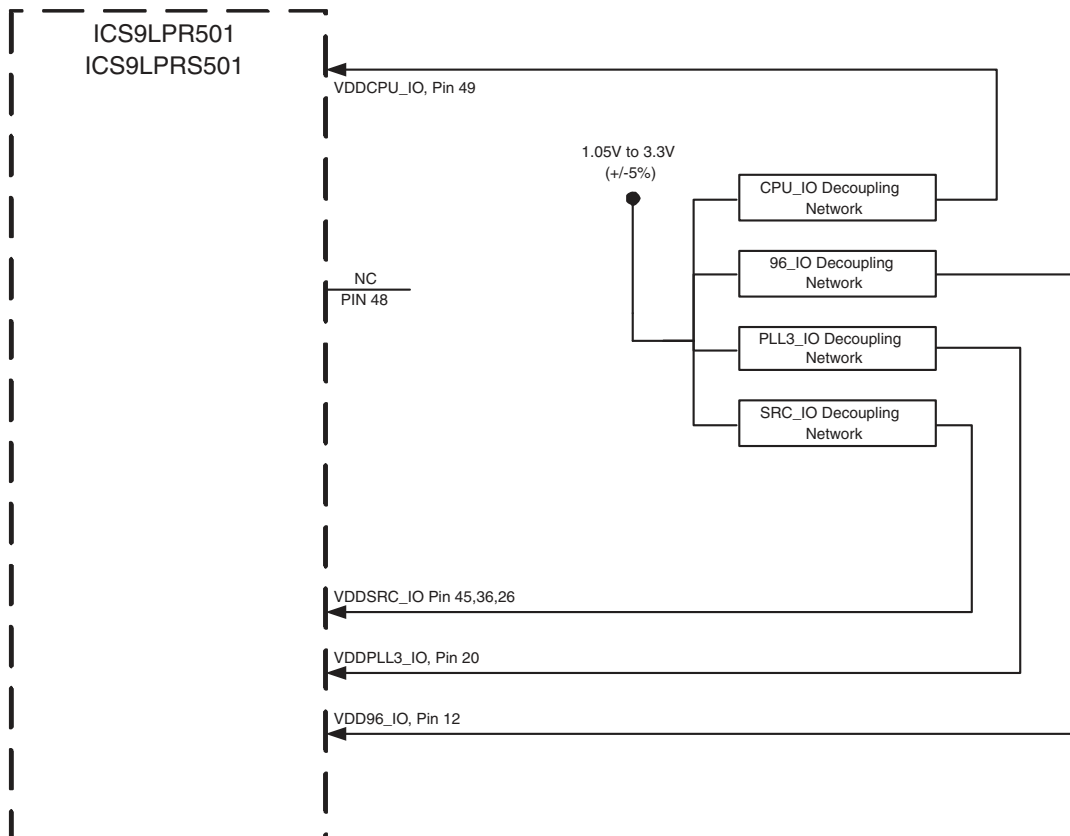 ICS9LPR501
ICS9LPRS501
VDDCPU_IO, Pin 49
1.05V to 3.3V
(+/-5%)
CPU_IO Decoupling
Network
96_IO Decoupling
Network
NC
PIN 48
PLL3_IO Decoupling
Network
SRC_IO Decoupling
Network
VDDSRC_IO Pin 45,36,26
VDDPLL3_IO, Pin 20
VDD96_IO, Pin 12